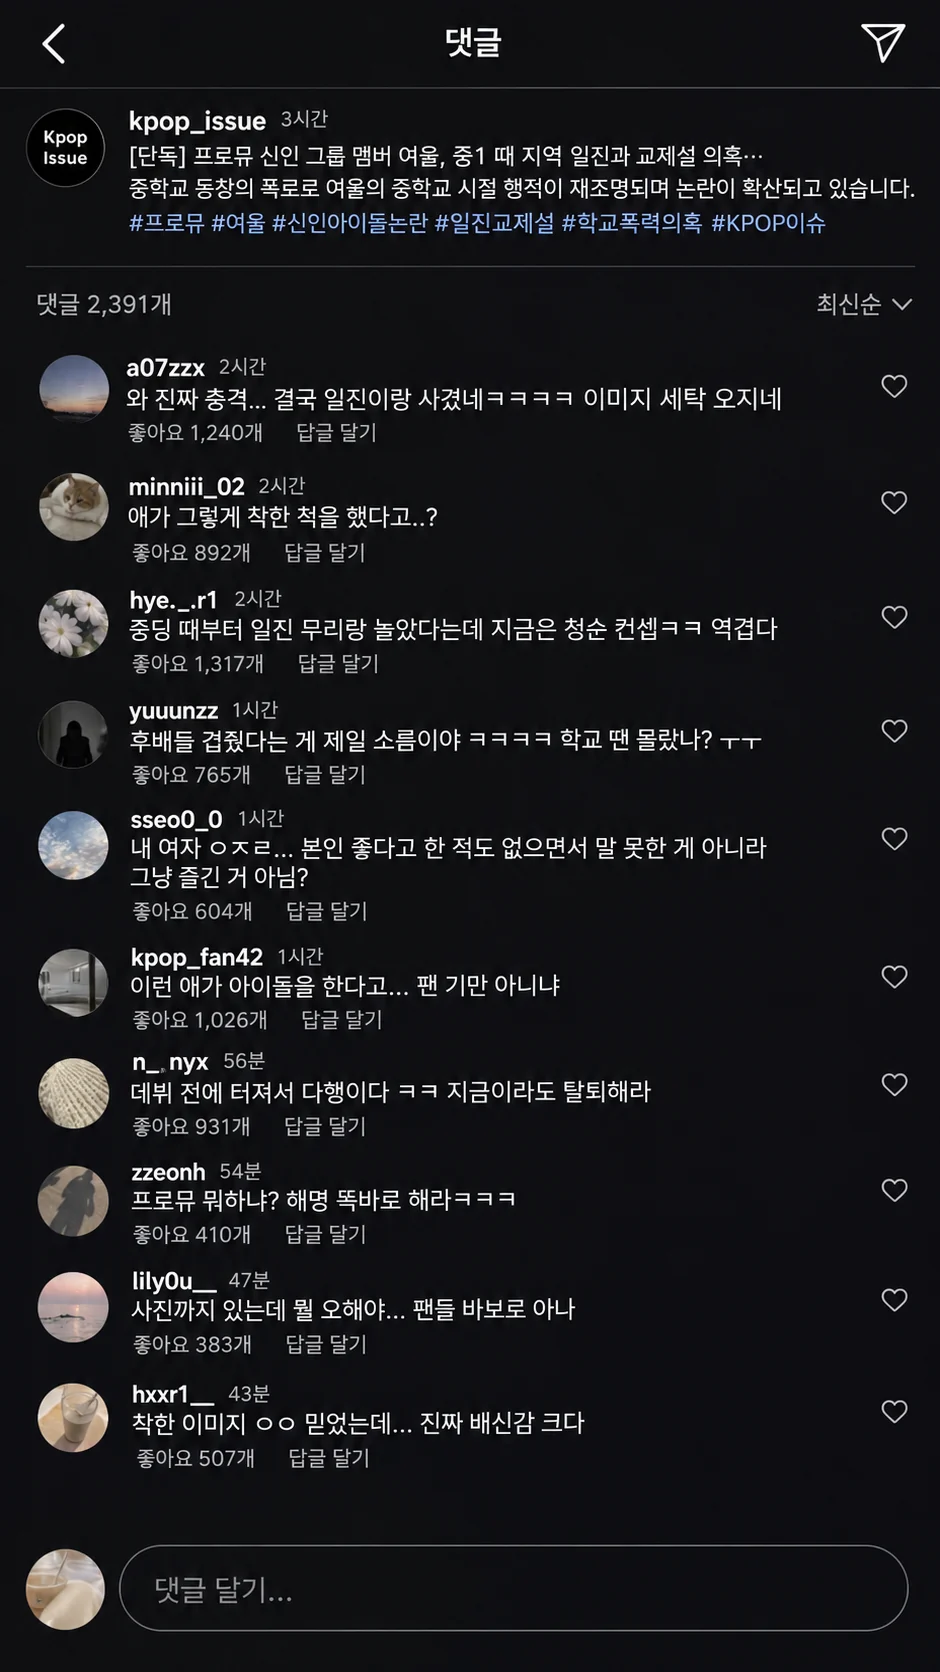 댓글
Kpop
Issue
kpop_issue 3시간
[단독] 프로뮤 신인 그룹 맴버 여울, 중1 때 지역 일진과 교제설 의혹…
중학교 동창의 폭로로 여울의 중학교 시절 행적이 재조명되며 논란이 확산되고 있습니다.
#프로뮤 #여울 #신인아이돌논란 #일진교제설 #학교폭력의혹 #KPOP이슈
댓글 2,391개 최신순
a07zzx 2시간
와 진짜 충격... 결국 일진이랑 사겼네ㅋㅋㅋㅋ 이미지 세탁 오지네
좋아요 1,240개 답글 달기
minniii_02 2시간
애가 그렇게 착한 척을 했다고..?
좋아요 892개 답글 달기
hye._.r1 2시간
중딩 때부터 일진 무리랑 놀았다는데 지금은 청순 컨셉ㅋㅋ 역겹다
좋아요 1,317개 답글 달기
yuuunzz 1시간
후배들 겁줬다는 게 제일 소름이야 ㅋㅋㅋㅋ 학교 땐 몰랐나? ㅜㅜ
좋아요 765개 답글 달기
sseo0_0 1시간
내 여자 ㅇㅈㄹ... 본인 좋다고 한 적도 없으면서 말 못한 게 아니라
그냥 즐긴 거 아님?
좋아요 604개 답글 달기
kpop_fan42 1시간
이런 애가 아이돌을 한다고... 팬 기만 아니냐
좋아요 1,026개 답글 달기
56분
데뷔 전에 터져서 다행이다 ㅋㅋ 지금이라도 탈퇴해라
좋아요 931개 답글 달기
zzeonh 54분
프로뮤 뭐하냐? 해명 똑바로 해라ㅋㅋㅋ
좋아요 410개 답글 달기
lily0u__ 47분
사진까지 있는데 뭘 오해야... 팬들 바보로 아나
좋아요 383개 답글 달기
hxxr1__ 43분
착한 이미지 ㅇㅇ 믿었는데... 진짜 배신감 크다
좋아요 507개 답글 달기
댓글 달기...